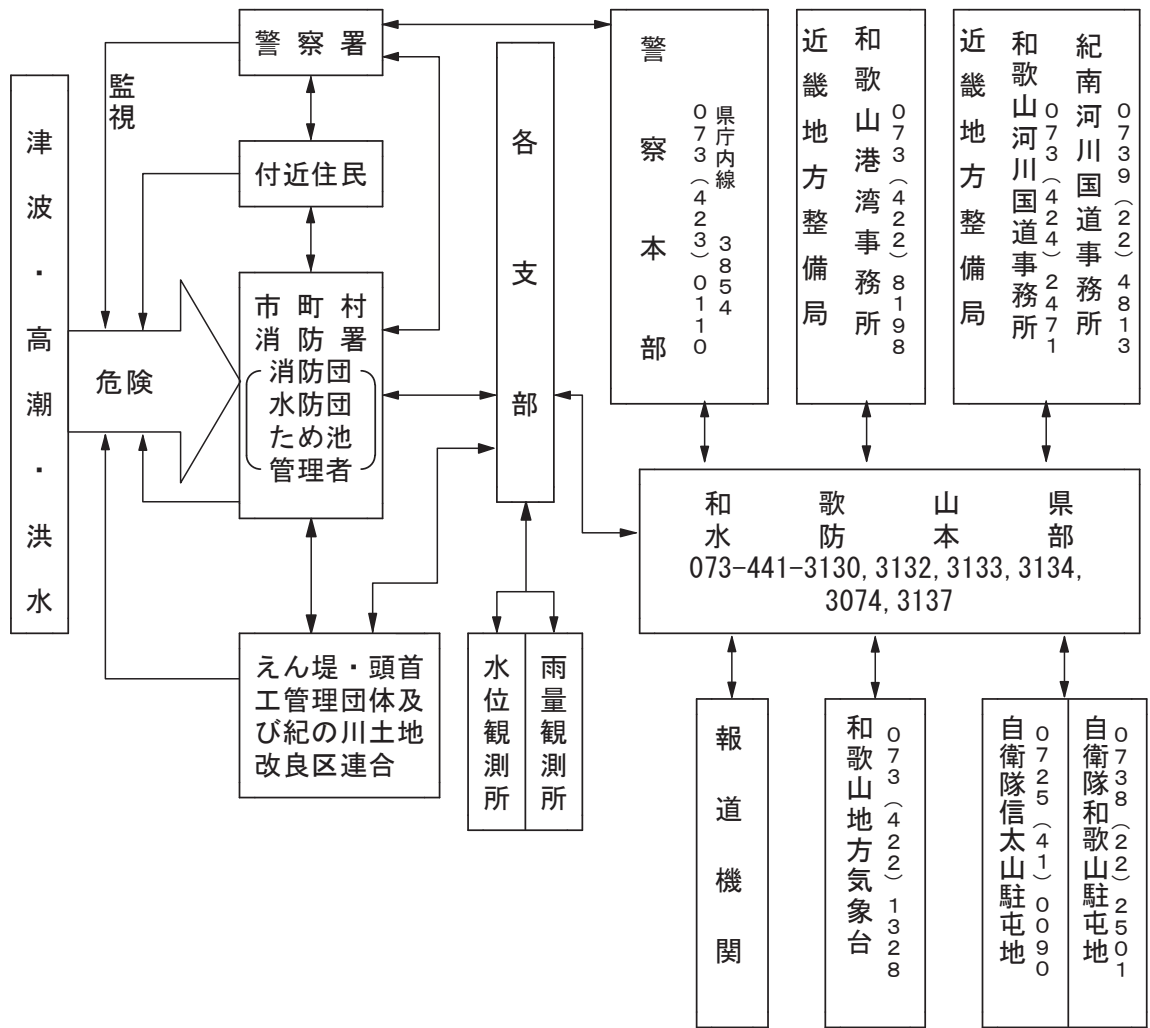 津波・高潮・洪水
監視
危険
警察署
付近住民
市町村
消防署
消防団
水防団
ため池
管理者
えん堤・頭首
工管理団体及
び紀の川土地
改良区連合
各支部
水位観測所
雨量観測所
警察本部
県庁内線 3854
073(423)0110
近畿地方整備局
和歌山港湾事務所
073(422)8198
近畿地方整備局
和歌山河川国道事務所
073(424)2471
紀南河川国道事務所
0739(22)4813
和歌山県
水防本部
073-441-3130, 3132, 3133, 3134,
3074, 3137
報道機関
和歌山地方気象台
073(422)1328
自衛隊信太山駐屯地
0725(41)0090
自衛隊和歌山駐屯地
0738(22)2501